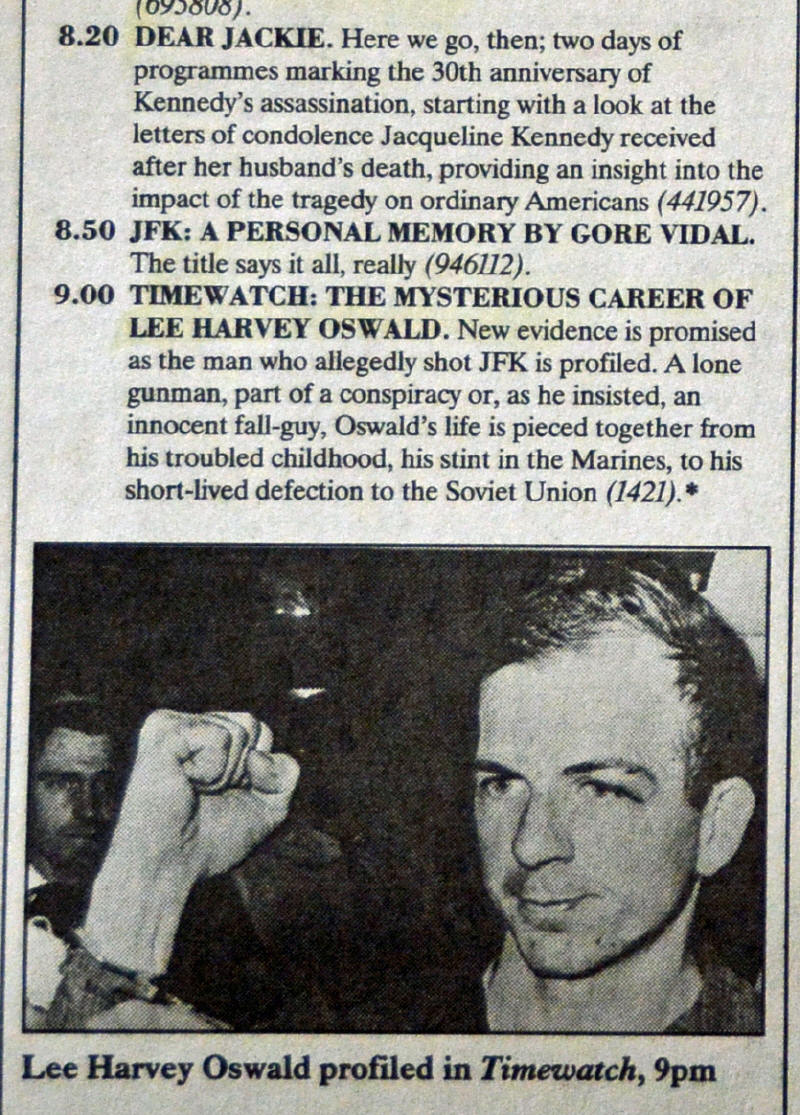 (695808).
8.20 DEAR JACKIE. Here we go, then; two days of
programmes marking the 30th anniversary of
Kennedy's assassination, starting with a look at the
letters of condolence Jacqueline Kennedy received
after her husband's death, providing an insight into the
impact of the tragedy on ordinary Americans (441957).
8.50 JFK: A PERSONAL MEMORY BY GORE VIDAL.
The title says it all, really (946112).
9.00 TIMEWATCH: THE MYSTERIOUS CAREER OF
LEE HARVEY OSWALD. New evidence is promised
as the man who allegedly shot JFK is profiled. A lone
gunman, part of a conspiracy or, as he insisted, an
innocent fall-guy, Oswald's life is pieced together from
his troubled childhood, his stint in the Marines, to his
short-lived defection to the Soviet Union (1421).*
Lee Harvey Oswald profiled in Timewatch, 9pm